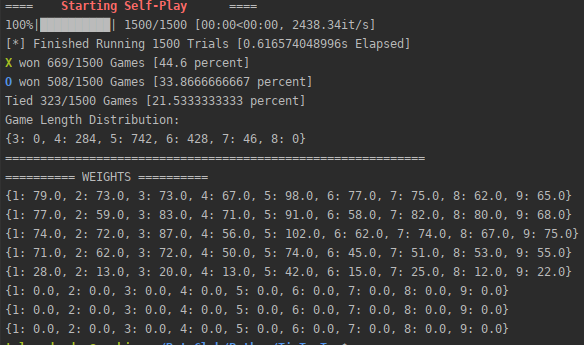 ====    Starting Self-Play      ====
100%|██████████| 1500/1500 [00:00<00:00, 2438.34it/s]
[*] Finished Running 1500 Trials [0.616574048996s Elapsed]
X won 669/1500 Games [44.6 percent]
O won 508/1500 Games [33.8666666667 percent]
Tied 323/1500 Games [21.5333333333 percent]
Game Length Distribution:
{3: 0, 4: 284, 5: 742, 6: 428, 7: 46, 8: 0}
============================================================
========== WEIGHTS ==========
{1: 79.0, 2: 73.0, 3: 73.0, 4: 67.0, 5: 98.0, 6: 77.0, 7: 75.0, 8: 62.0, 9: 65.0}
{1: 77.0, 2: 59.0, 3: 83.0, 4: 71.0, 5: 91.0, 6: 58.0, 7: 82.0, 8: 80.0, 9: 68.0}
{1: 74.0, 2: 72.0, 3: 87.0, 4: 56.0, 5: 102.0, 6: 62.0, 7: 74.0, 8: 67.0, 9: 75.0}
{1: 71.0, 2: 62.0, 3: 72.0, 4: 50.0, 5: 74.0, 6: 45.0, 7: 51.0, 8: 53.0, 9: 55.0}
{1: 28.0, 2: 13.0, 3: 20.0, 4: 13.0, 5: 42.0, 6: 15.0, 7: 25.0, 8: 12.0, 9: 22.0}
{1: 0.0, 2: 0.0, 3: 0.0, 4: 0.0, 5: 0.0, 6: 0.0, 7: 0.0, 8: 0.0, 9: 0.0}
{1: 0.0, 2: 0.0, 3: 0.0, 4: 0.0, 5: 0.0, 6: 0.0, 7: 0.0, 8: 0.0, 9: 0.0}
{1: 0.0, 2: 0.0, 3: 0.0, 4: 0.0, 5: 0.0, 6: 0.0, 7: 0.0, 8: 0.0, 9: 0.0}